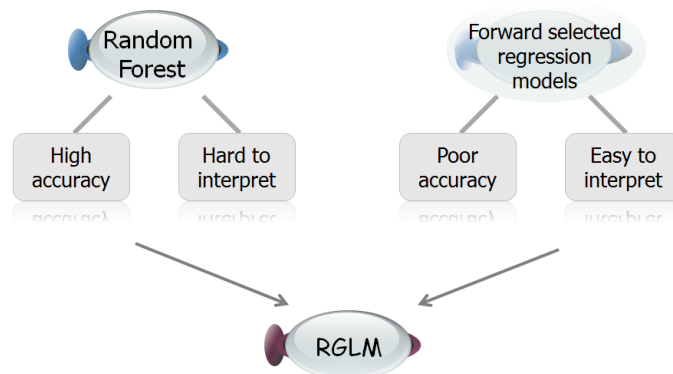 Random
Forest
Forward selected
regression
models
High
accuracy
Hard to
interpret
Poor
accuracy
Easy to
interpret
RGLM